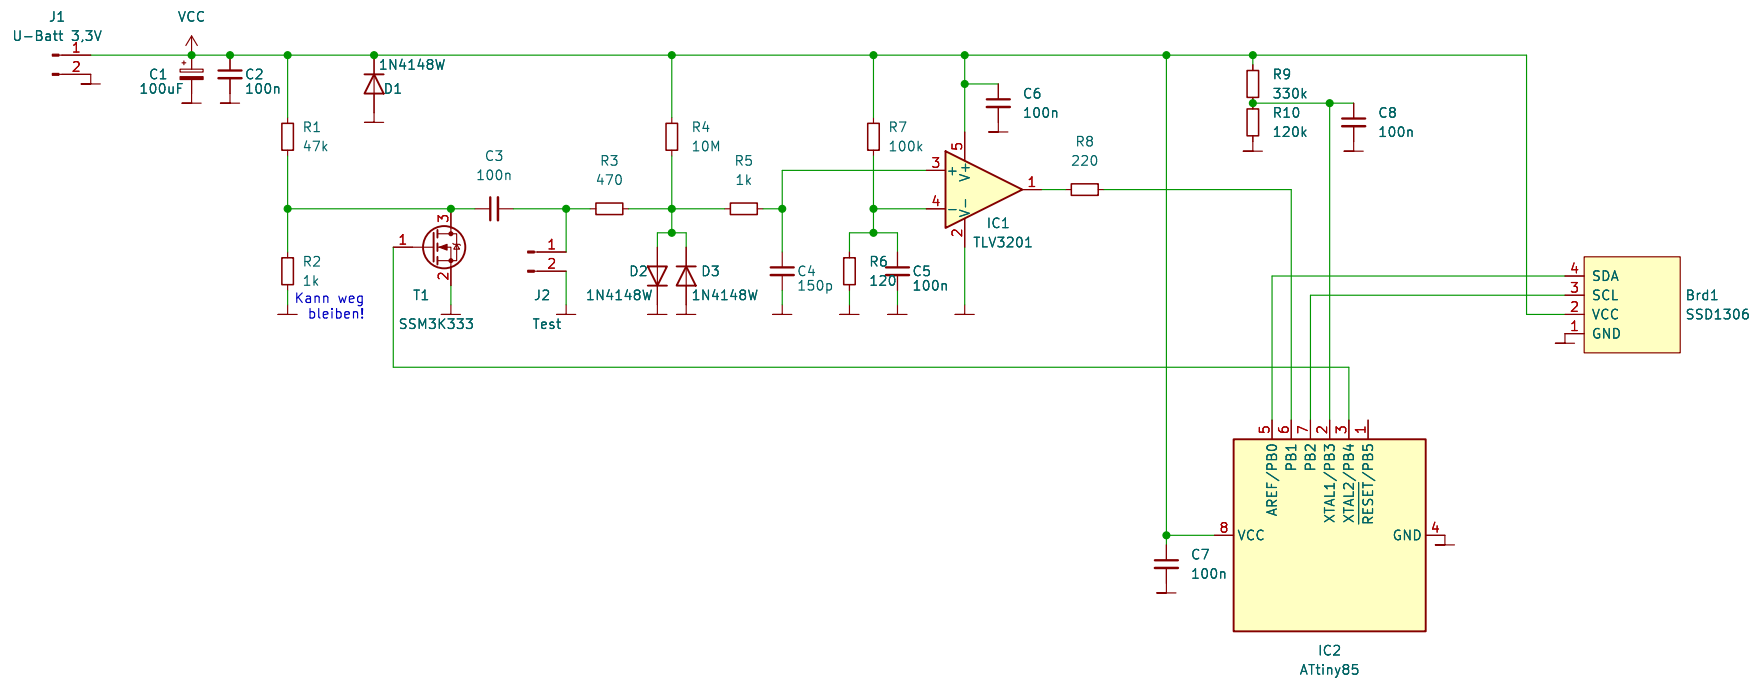 J1
U-Batt 3,3V
1
2
VCC
C1
100uF
C2
100n
1N4148W
D1
R1
47k
R2
1k
Kann weg
bleiben!
C3
100n
3
1
2
T1
SSM3K333
1
2
J2
Test
R3
470
R4
10M
R5
1k
D2
1N4148W
D3
1N4148W
C4
150p
R7
100k
R6
120
C5
100n
C6
100n
3
4
5
2
1
+
-
V+
V-
IC1
TLV3201
R8
220
R9
330k
R10
120k
C8
100n
4 SDA
3 SCL
2 VCC
1 GND
Brd1
SSD1306
5
6
7
2
3
1
AREF/PB0
PB1
PB2
XTAL1/PB3
XTAL2/PB4
RESET/PB5
8 VCC
GND 4
C7
100n
IC2
ATtiny85